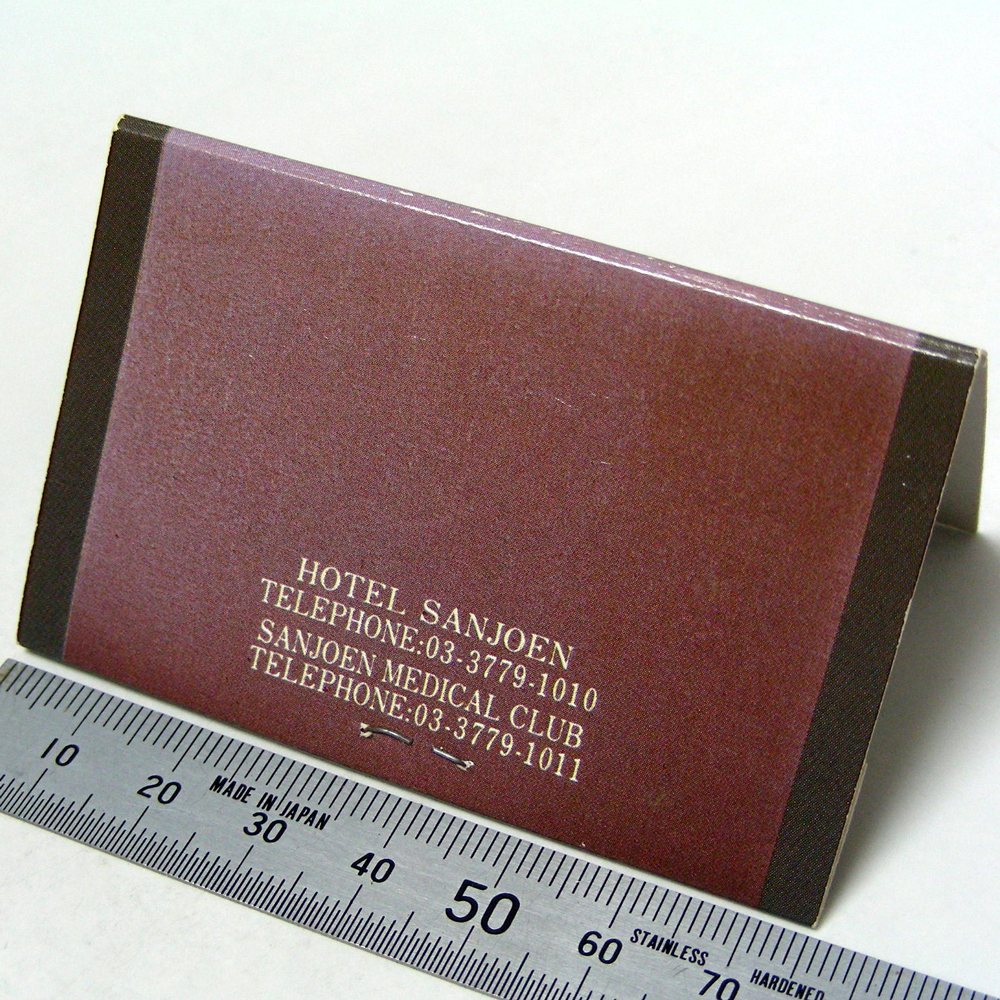 HOTEL SANJOEN
TELEPHONE:03-3779-1010
SANJOEN MEDICAL CLUB
TELEPHONE:03-3779-1011
10 20 30 40 50 60 70
MADE IN JAPAN
STAINLESS HARDENED